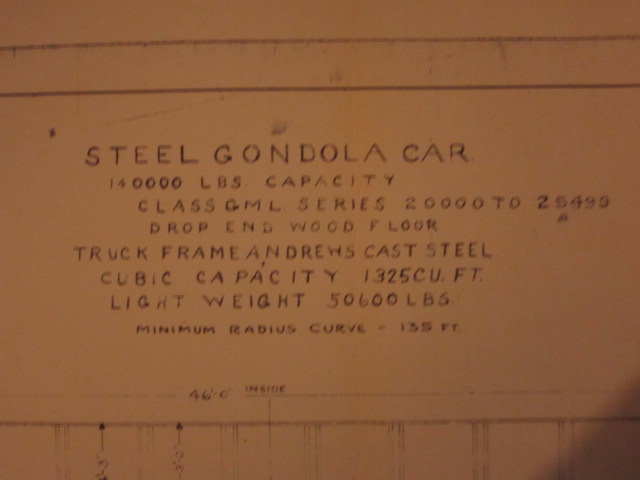 STEEL GONDOLA CAR
140000 LBS CAPACITY
CLASS GML SERIES 20000 TO 25499
DROP END WOOD FLOOR
TRUCK FRAME ANDREWS CAST STEEL
CUBIC CAPACITY 1325 CU. FT.
LIGHT WEIGHT 50600 LBS
MINIMUM RADIUS CURVE - 135 FT.
46'-0" INSIDE